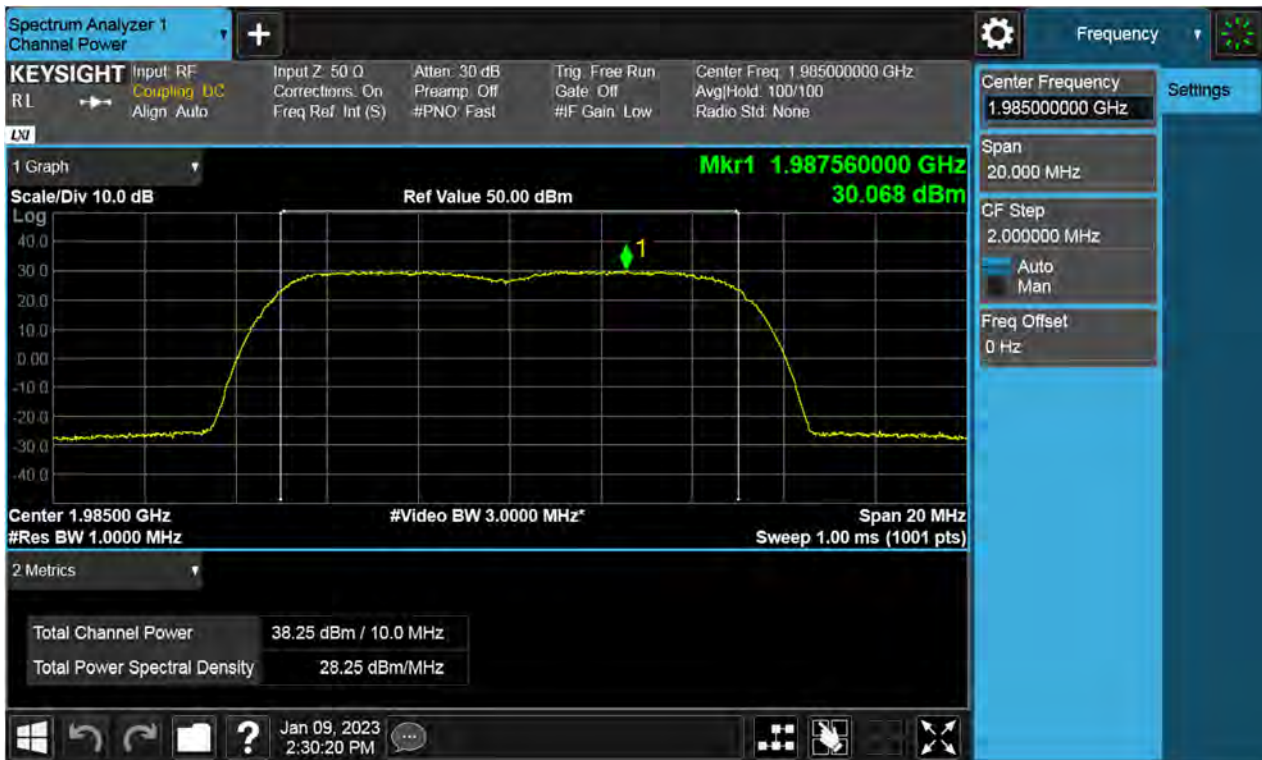 Spectrum Analyzer 1
Channel Power
Frequency
KEYSIGHT
RL
LXI
Input: RF
Coupling: DC
Align: Auto
Input Z: 50 Ω
Corrections: On
Freq Ref: Int (S)
Atten: 30 dB
Preamp: Off
#PNO: Fast
Trig: Free Run
Gate: Off
#IF Gain: Low
Center Freq: 1.985000000 GHz
Avg|Hold: 100/100
Radio Std: None
Center Frequency
1.985000000 GHz
Settings
Span
20.000 MHz
CF Step
2.000000 MHz
Auto
Man
Freq Offset
0 Hz
1 Graph
Mkr1 1.987560000 GHz
30.068 dBm
Scale/Div 10.0 dB
Ref Value 50.00 dBm
Log
40.0
30.0
20.0
10.0
0.00
-10.0
-20.0
-30.0
-40.0
1
Center 1.98500 GHz
#Video BW 3.0000 MHz*
Span 20 MHz
#Res BW 1.0000 MHz
Sweep 1.00 ms (1001 pts)
2 Metrics
Total Channel Power 38.25 dBm / 10.0 MHz
Total Power Spectral Density 28.25 dBm/MHz
?
Jan 09, 2023
2:30:20 PM